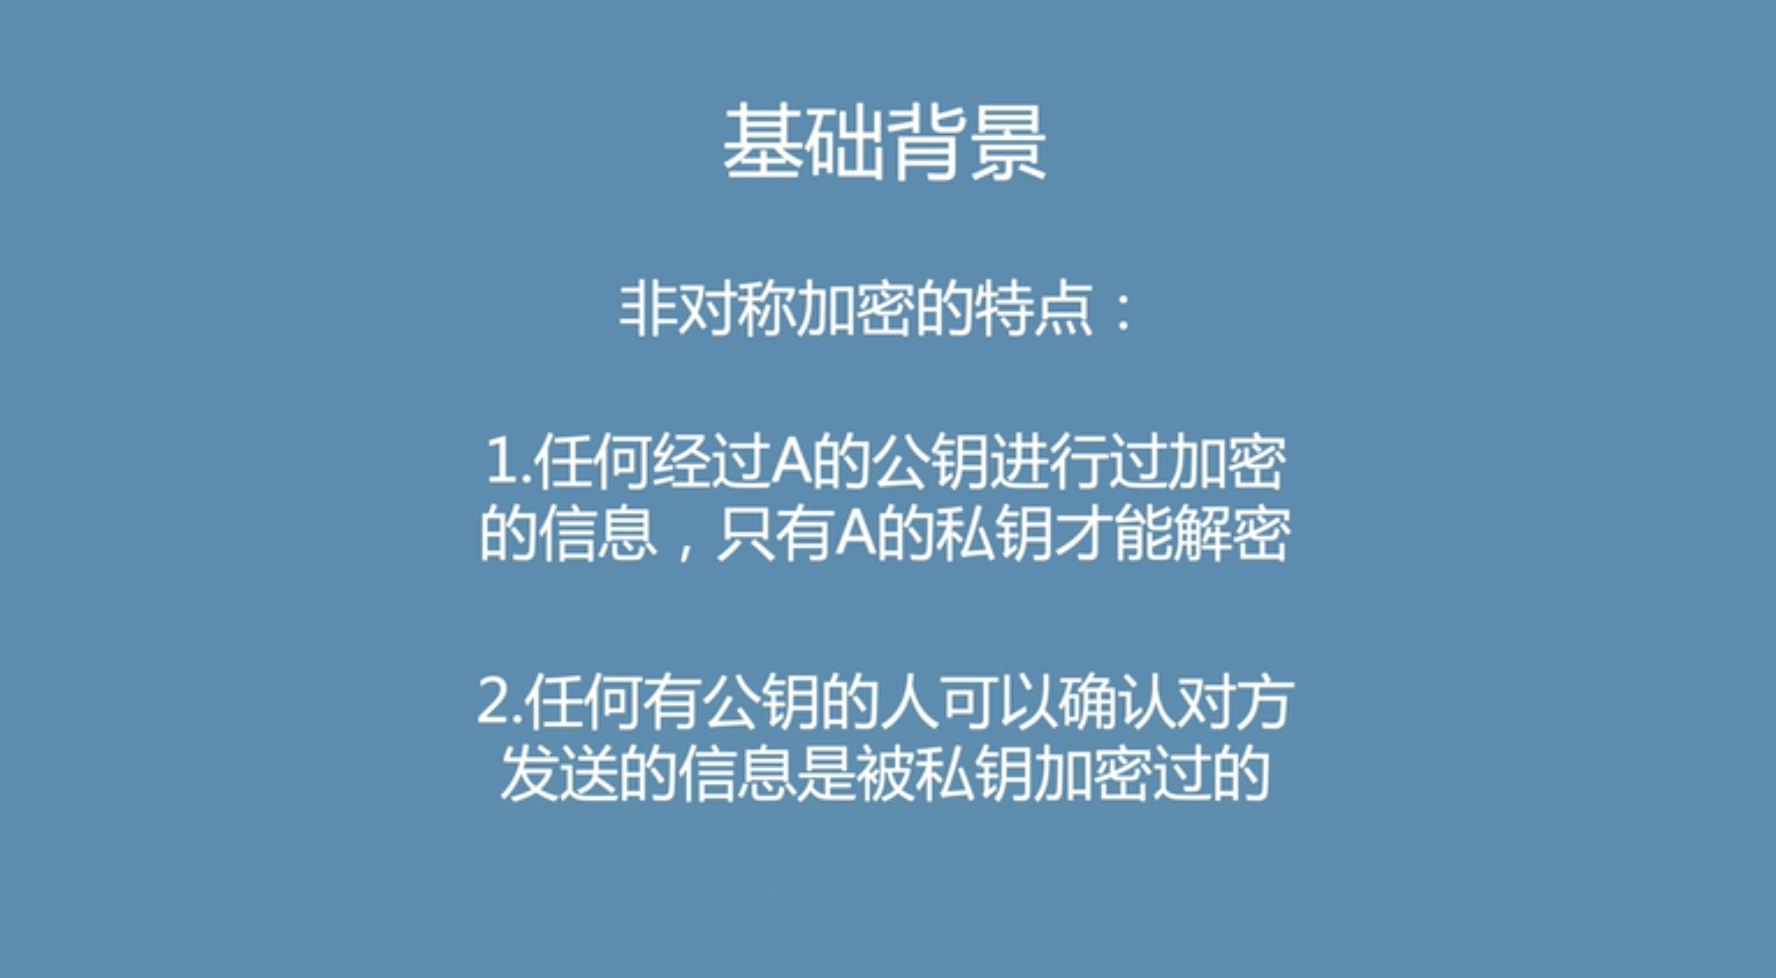 基础背景
非对称加密的特点：
1.任何经过A的公钥进行过加密
的信息，只有A的私钥才能解密
2.任何有公钥的人可以确认对方
发送的信息是被私钥加密过的